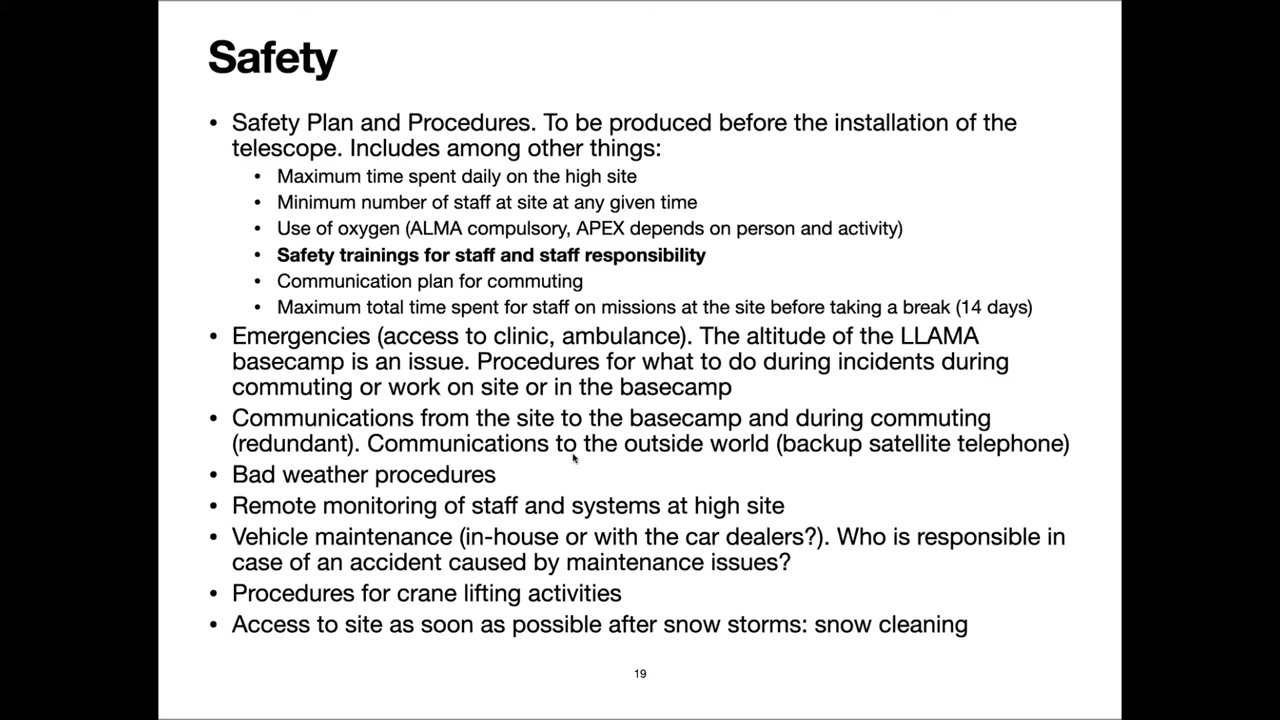 Safety
• Safety Plan and Procedures. To be produced before the installation of the
telescope. Includes among other things:
• Maximum time spent daily on the high site
• Minimum number of staff at site at any given time
• Use of oxygen (ALMA compulsory, APEX depends on person and activity)
• Safety trainings for staff and staff responsibility
• Communication plan for commuting
• Maximum total time spent for staff on missions at the site before taking a break (14 days)
• Emergencies (access to clinic, ambulance). The altitude of the LLAMA
basecamp is an issue. Procedures for what to do during incidents during
commuting or work on site or in the basecamp
• Communications from the site to the basecamp and during commuting
(redundant). Communications to the outside world (backup satellite telephone)
• Bad weather procedures
• Remote monitoring of staff and systems at high site
• Vehicle maintenance (in-house or with the car dealers?). Who is responsible in
case of an accident caused by maintenance issues?
• Procedures for crane lifting activities
• Access to site as soon as possible after snow storms: snow cleaning
19